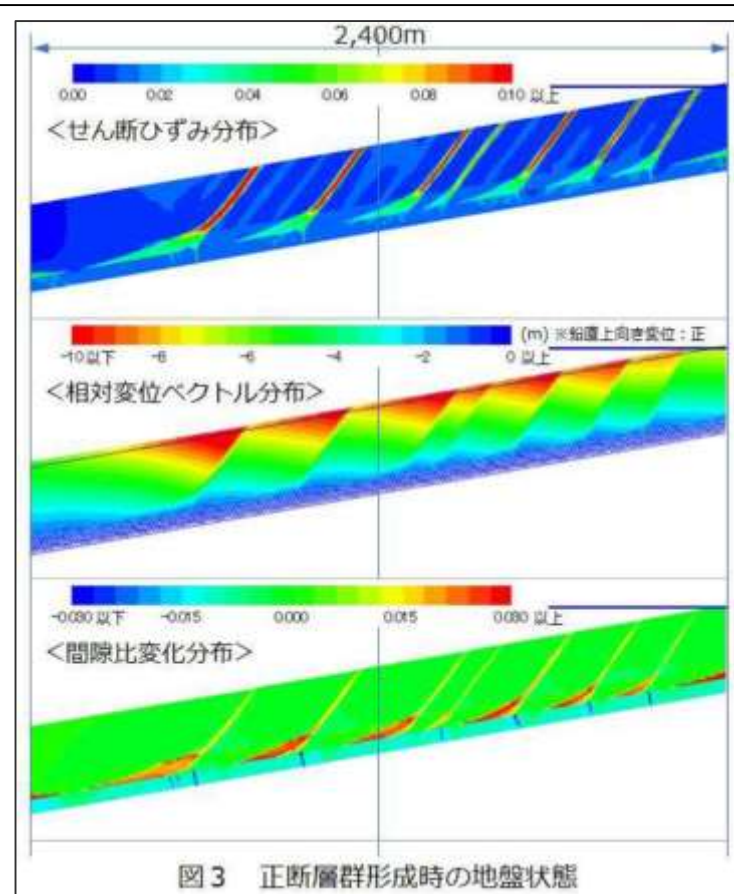 2,400m
0.00 0.02 0.04 0.06 0.08 0.10 以上
<せん断ひずみ分布>
-10以下 -8 -6 -4 -2 0 以上
(m) ※鉛直上向き変位:正
<相対変位ベクトル分布>
-0.030 以下 -0.015 0.000 0.015 0.030 以上
<間隙比変化分布>
図3 正断層群形成時の地盤状態